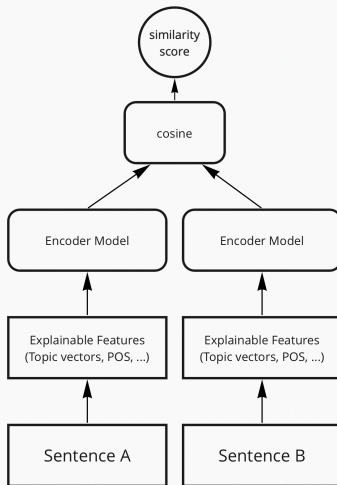 similarity
score
cosine
Encoder Model
Encoder Model
Explainable Features
(Topic vectors, POS, ...)
Explainable Features
(Topic vectors, POS, ...)
Sentence A
Sentence B